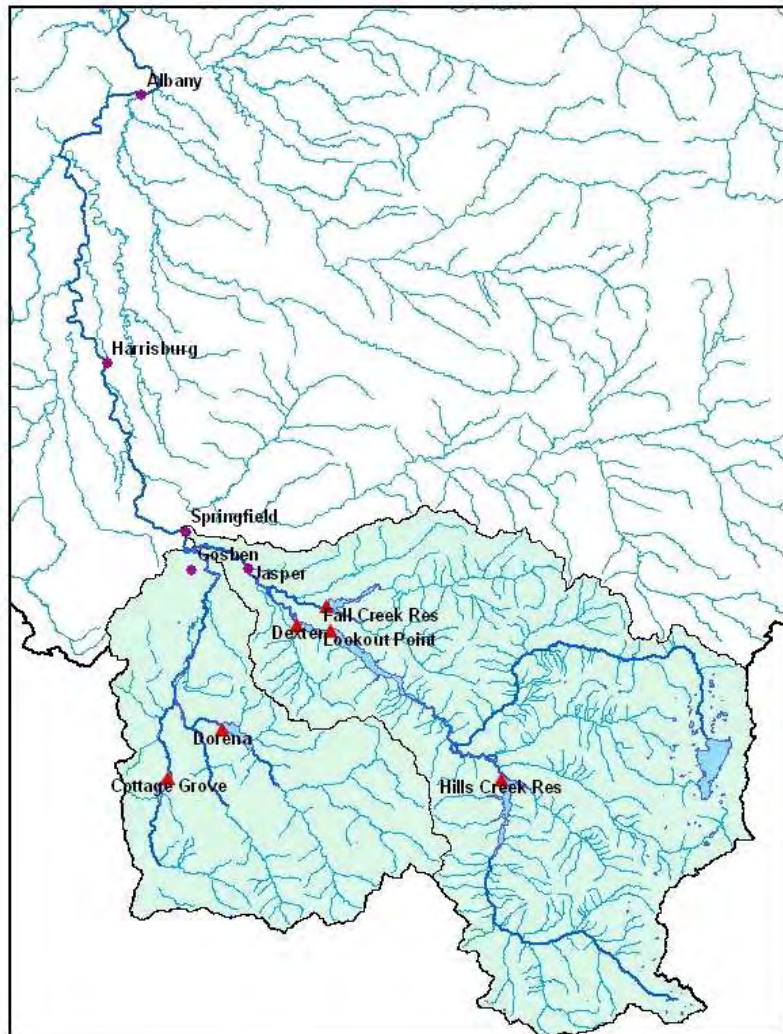 Albany
Harrisburg
Springfield
Goshen
Jasper
Fall Creek Res
Dexter
Lookout Point
Dorena
Cottage Grove
Hills Creek Res